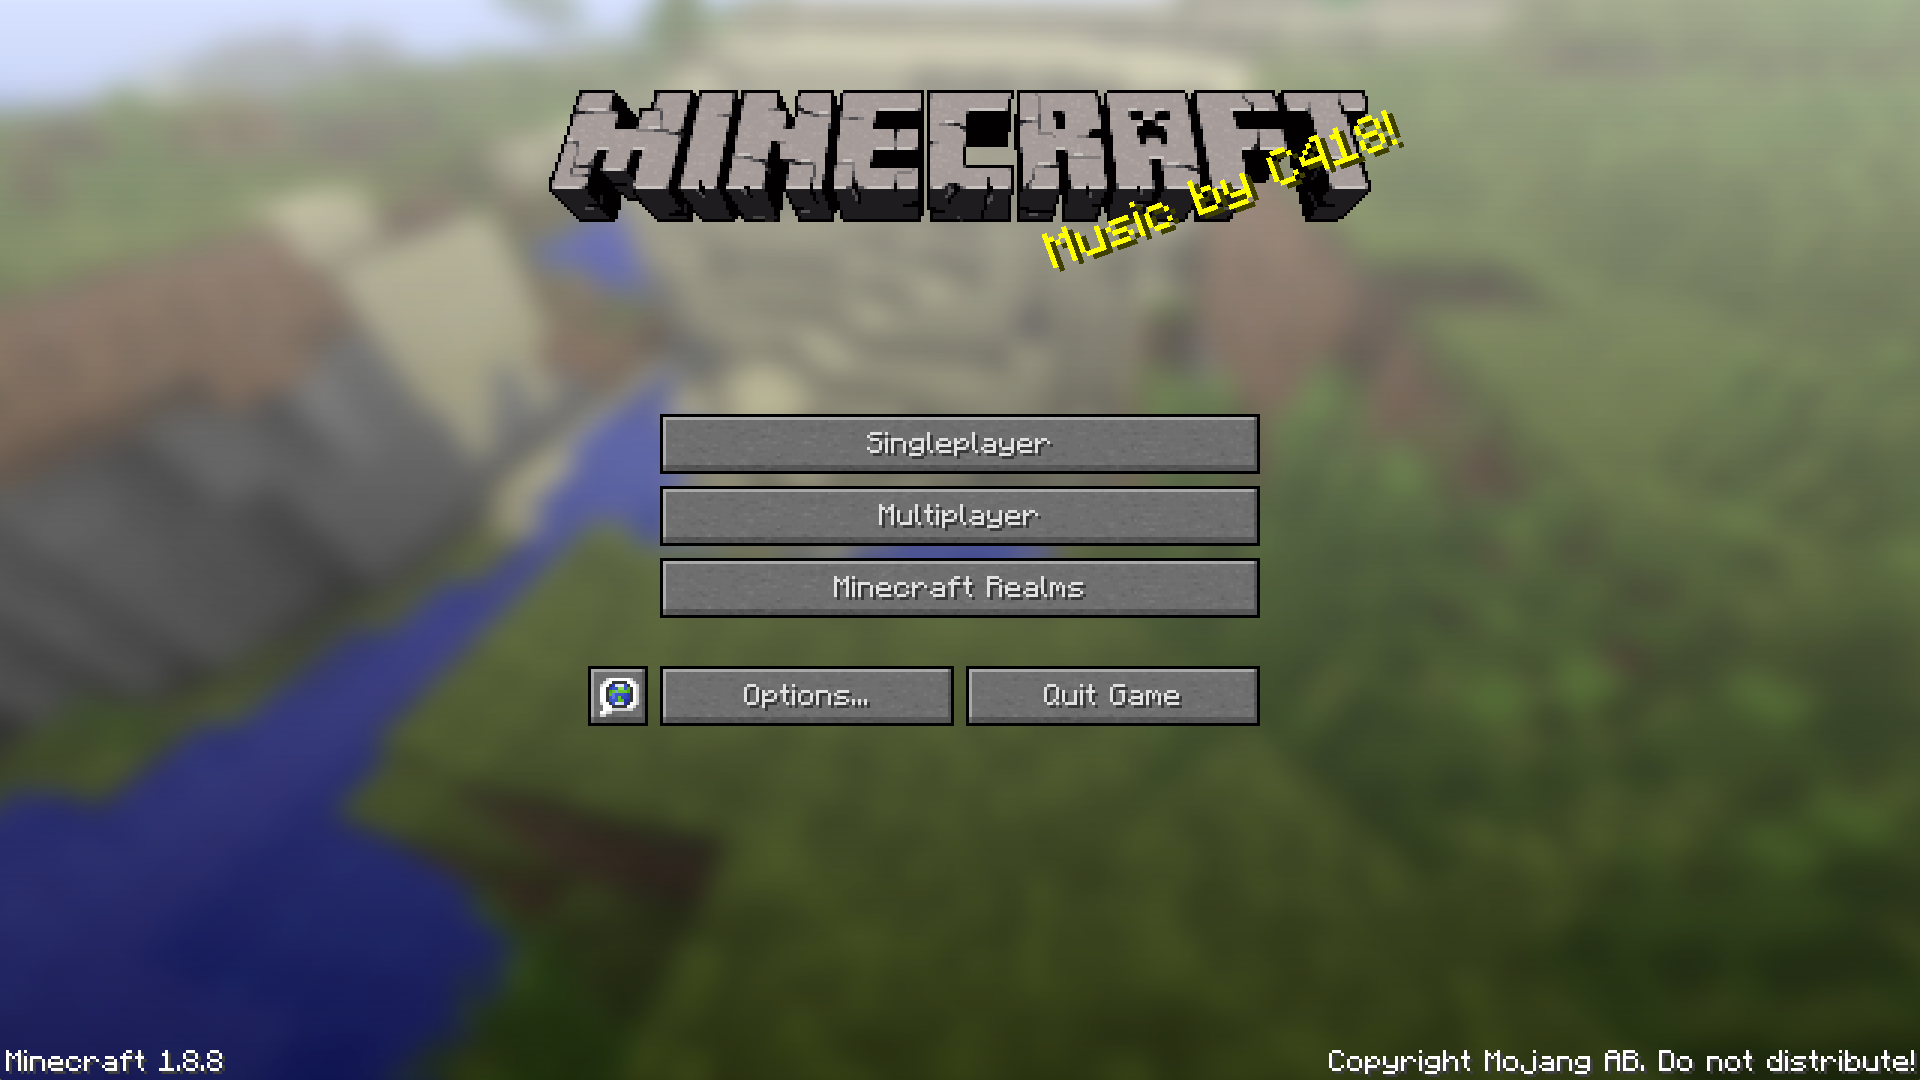 MINECRAFT
Music by C418!
Singleplayer
Multiplayer
Minecraft Realms
Options...
Quit Game
Minecraft 1.8.8
Copyright Mojang AB. Do not distribute!